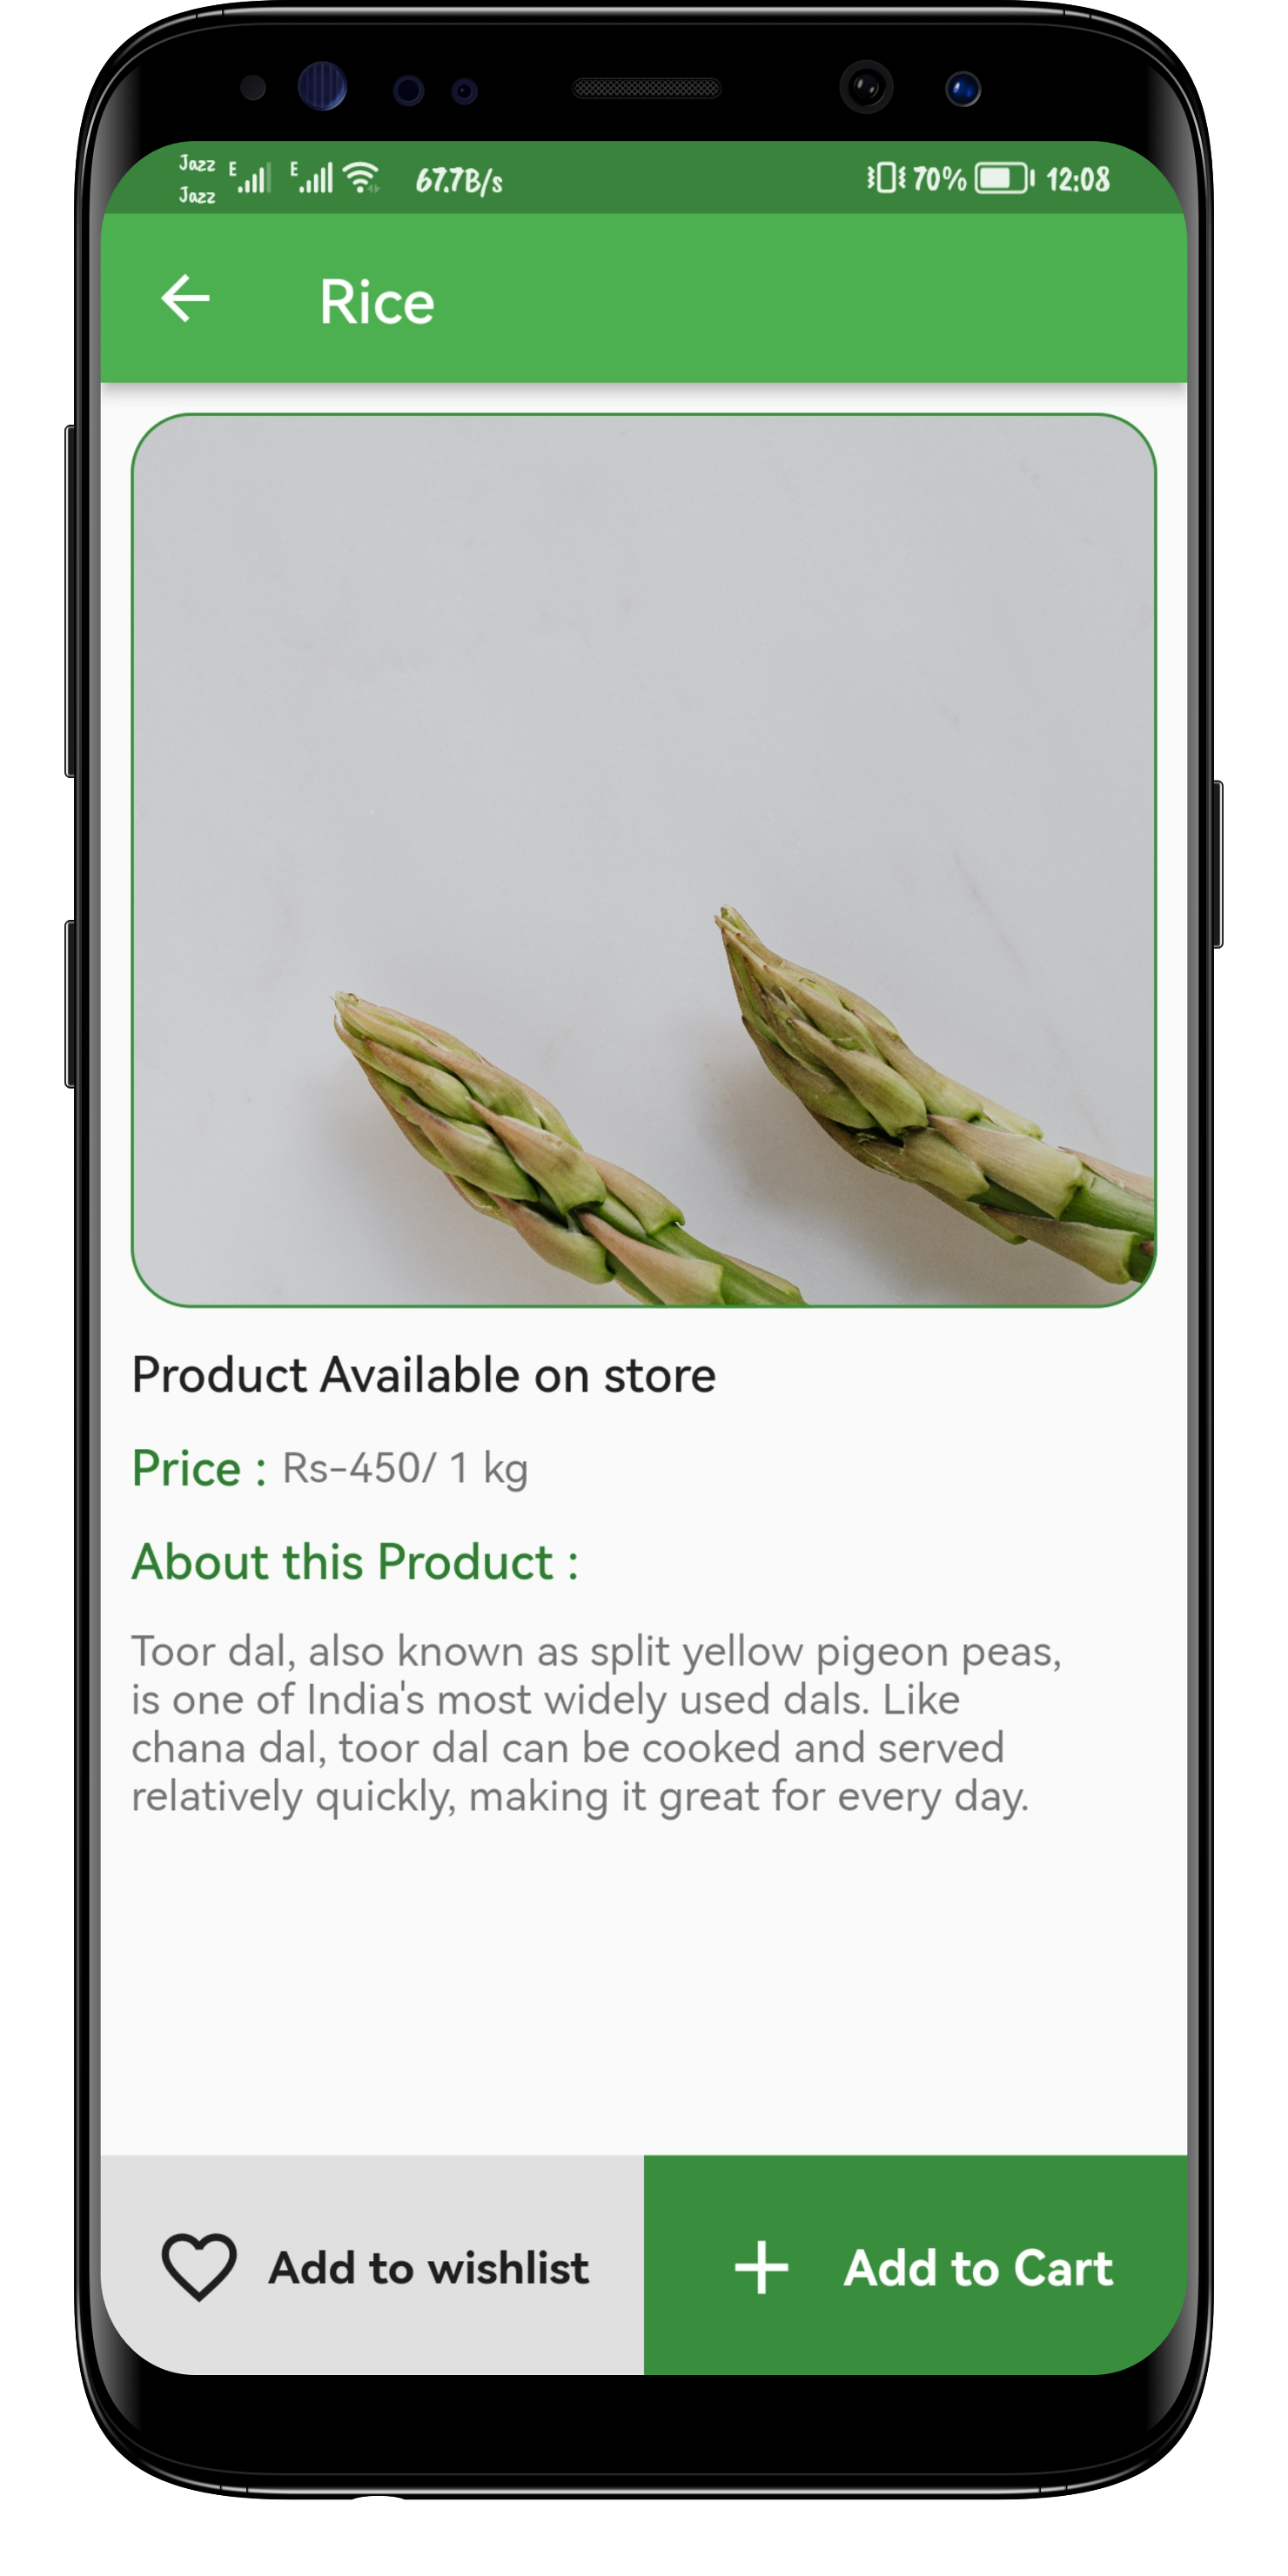 Jazz
Jazz
E E 67.7B/s 70% 12:08
Rice
Product Available on store
Price : Rs-450/ 1 kg
About this Product :
Toor dal, also known as split yellow pigeon peas,
is one of India's most widely used dals. Like
chana dal, toor dal can be cooked and served
relatively quickly, making it great for every day.
Add to wishlist
Add to Cart